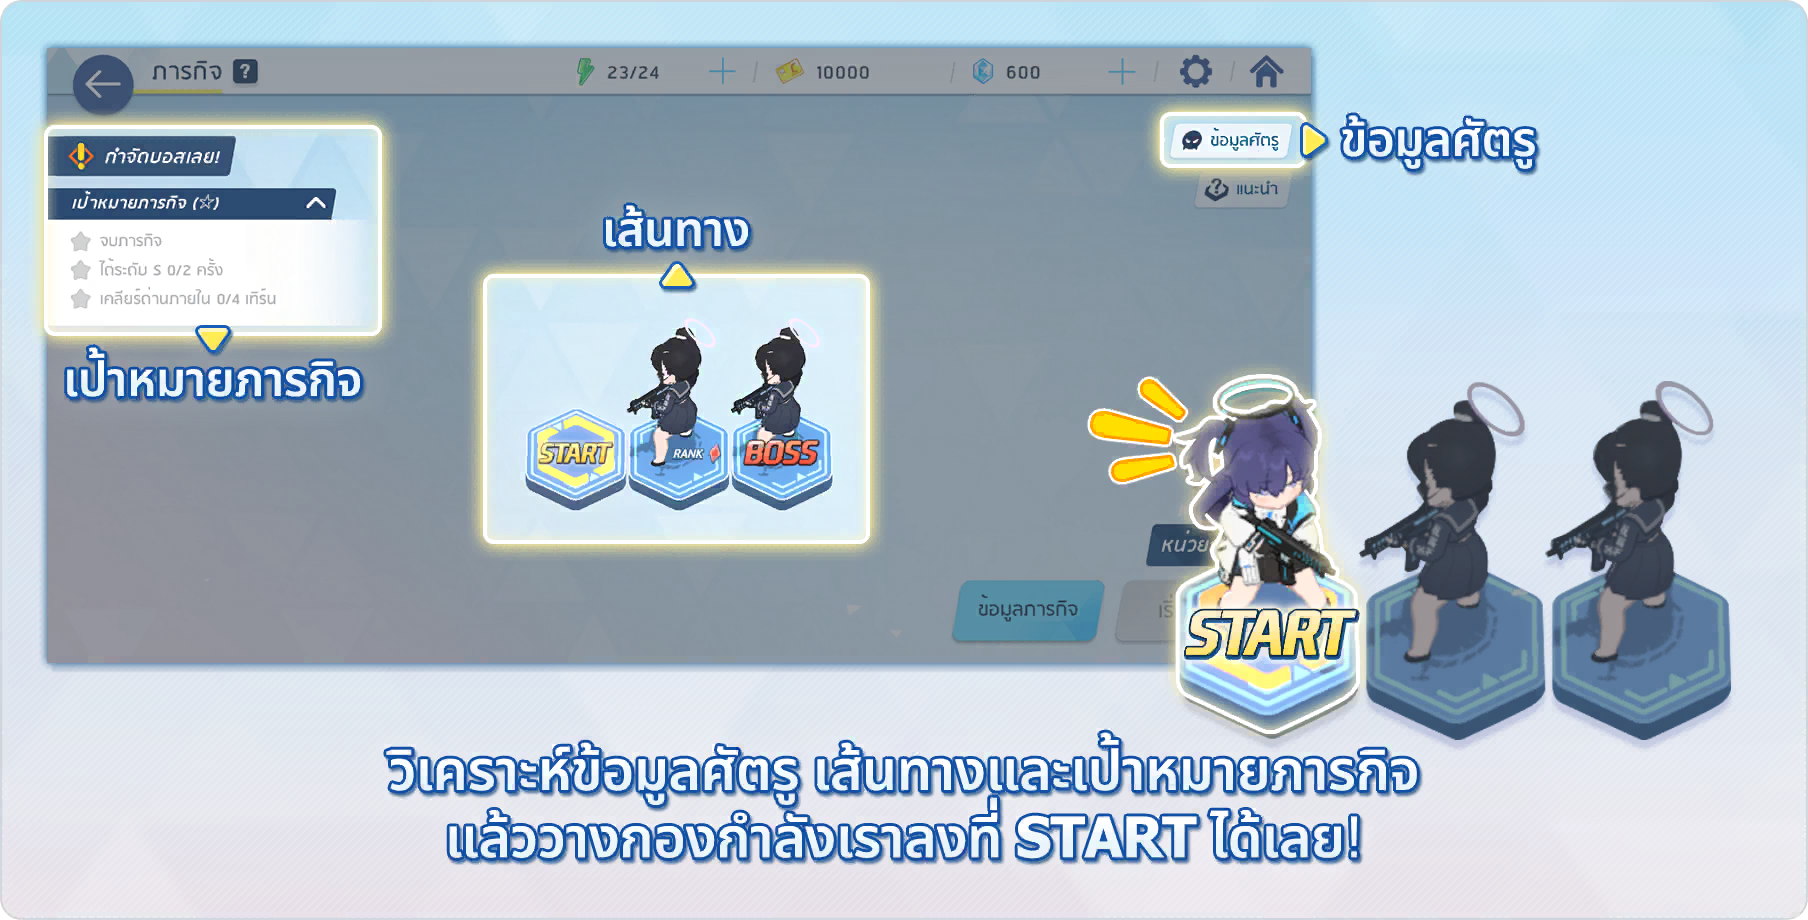 ภารกิจ ?
23/24
10000
600
กำจัดบอสเลย!
เป้าหมายภารกิจ (☆)
จบภารกิจ
ได้ระดับ S 0/2 ครั้ง
เคลียร์ด่านภายใน 0/4 เทิร์น
เป้าหมายภารกิจ
เส้นทาง
START
RANK
BOSS
ข้อมูลศัตรู
ข้อมูลศัตรู
แนะนำ
หน่วย
ข้อมูลภารกิจ
START
วิเคราะห์ข้อมูลศัตรู เส้นทางและเป้าหมายภารกิจ
แล้ววางกองกำลังเราลงที่ START ได้เลย!